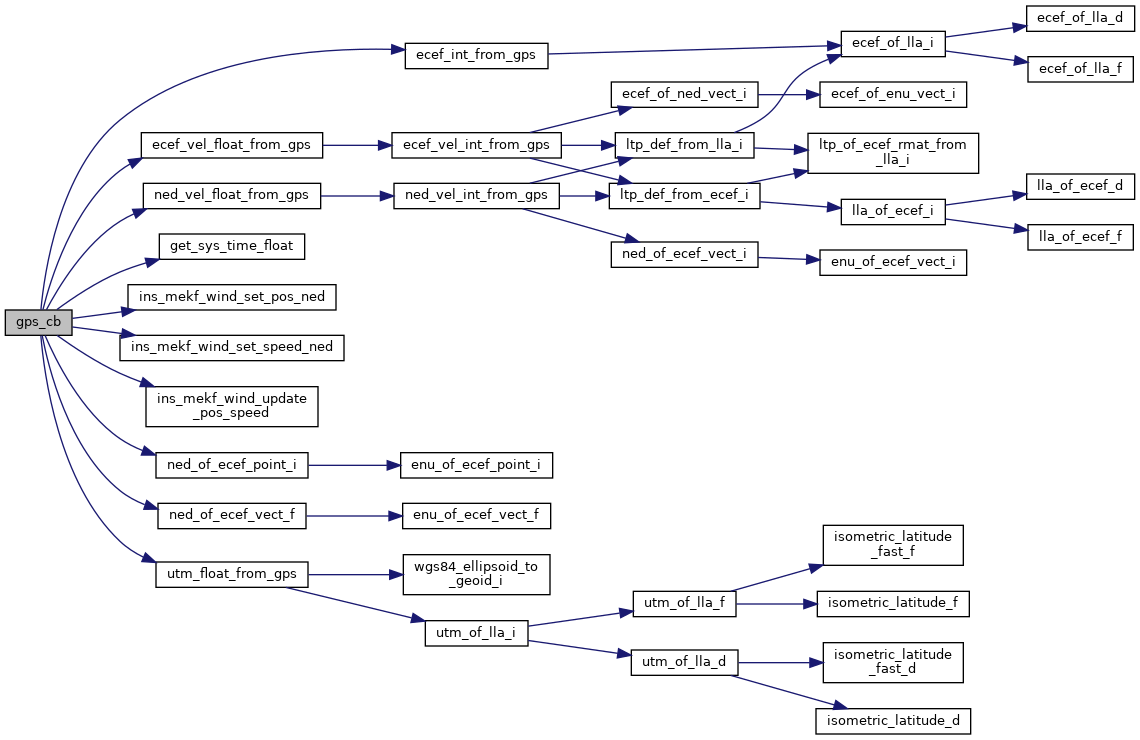 ecef_of_lla_d
ecef_of_lla_i
ecef_int_from_gps
ecef_of_lla_f
ecef_of_ned_vect_i
ecef_of_enu_vect_i
ecef_vel_float_from_gps
ecef_vel_int_from_gps
ltp_def_from_lla_i
ltp_of_ecef_rmat_from
_lla_i
ned_vel_float_from_gps
ned_vel_int_from_gps
ltp_def_from_ecef_i
lla_of_ecef_d
lla_of_ecef_i
lla_of_ecef_f
get_sys_time_float
ned_of_ecef_vect_i
enu_of_ecef_vect_i
ins_mekf_wind_set_pos_ned
gps_cb
ins_mekf_wind_set_speed_ned
ins_mekf_wind_update
_pos_speed
ned_of_ecef_point_i
enu_of_ecef_point_i
ned_of_ecef_vect_f
enu_of_ecef_vect_f
isometric_latitude
_fast_f
utm_float_from_gps
wgs84_ellipsoid_to
_geoid_i
utm_of_lla_f
isometric_latitude_f
utm_of_lla_i
utm_of_lla_d
isometric_latitude
_fast_d
isometric_latitude_d